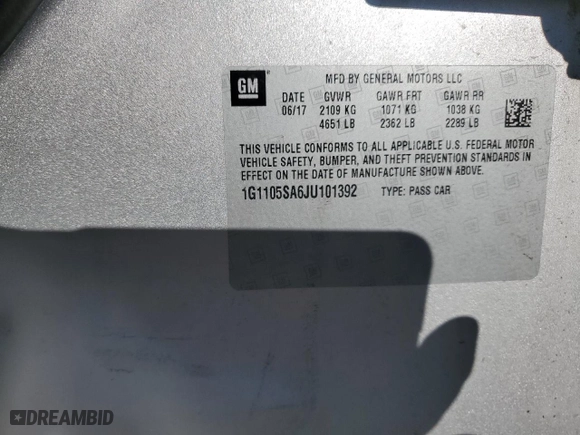 GM
MFD BY GENERAL MOTORS LLC
DATE GVWR GAWR FRT GAWR RR
06/17 2109 KG 1071 KG 1038 KG
4651 LB 2362 LB 2289 LB
THIS VEHICLE CONFORMS TO ALL APPLICABLE U.S. FEDERAL MOTOR
VEHICLE SAFETY, BUMPER, AND THEFT PREVENTION STANDARDS IN
EFFECT ON THE DATE OF MANUFACTURE SHOWN ABOVE.
1G1105SA6JU101392 TYPE: PASS CAR
DREAMBID